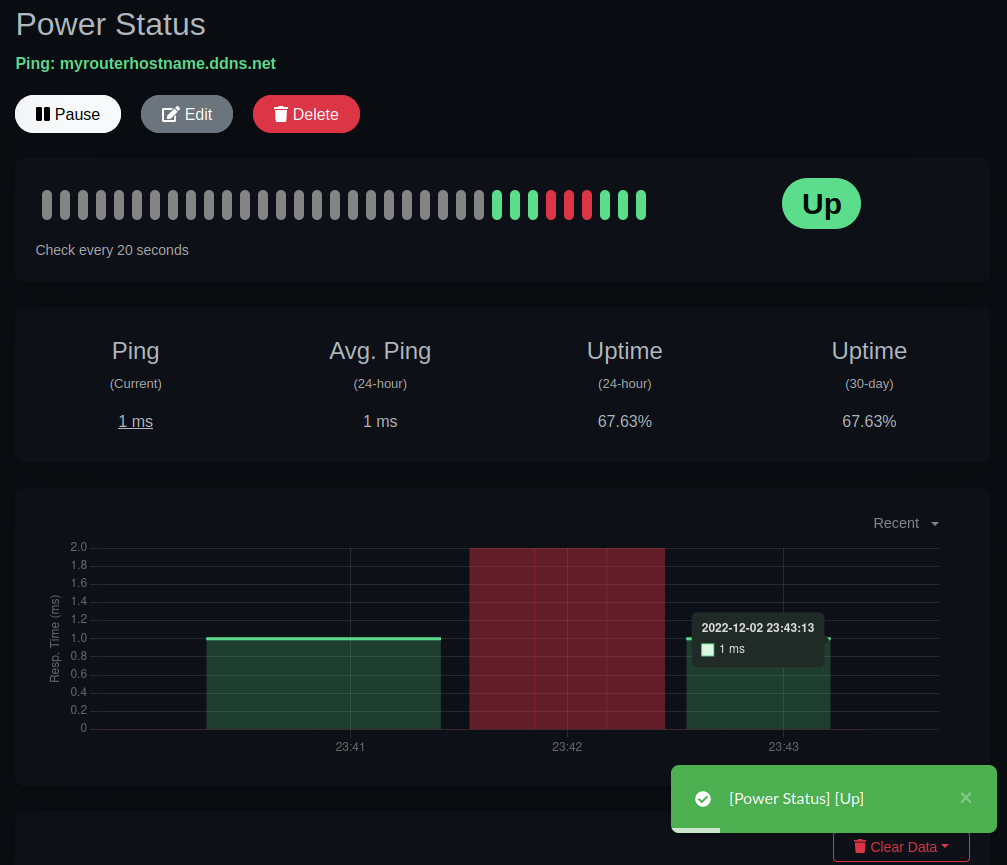 Power Status
Ping: myrouterhostname.ddns.net
Pause Edit Delete
Up
Check every 20 seconds
Ping Avg. Ping Uptime Uptime
(Current) (24-hour) (24-hour) (30-day)
1 ms 1 ms 67.63% 67.63%
Recent
2.0
1.8
1.6
1.4
1.2
1.0
0.8
0.6
0.4
0.2
0
Resp. Time (ms)
2022-12-02 23:43:13
1 ms
23:41 23:42 23:43
[Power Status] [Up] ×
Clear Data